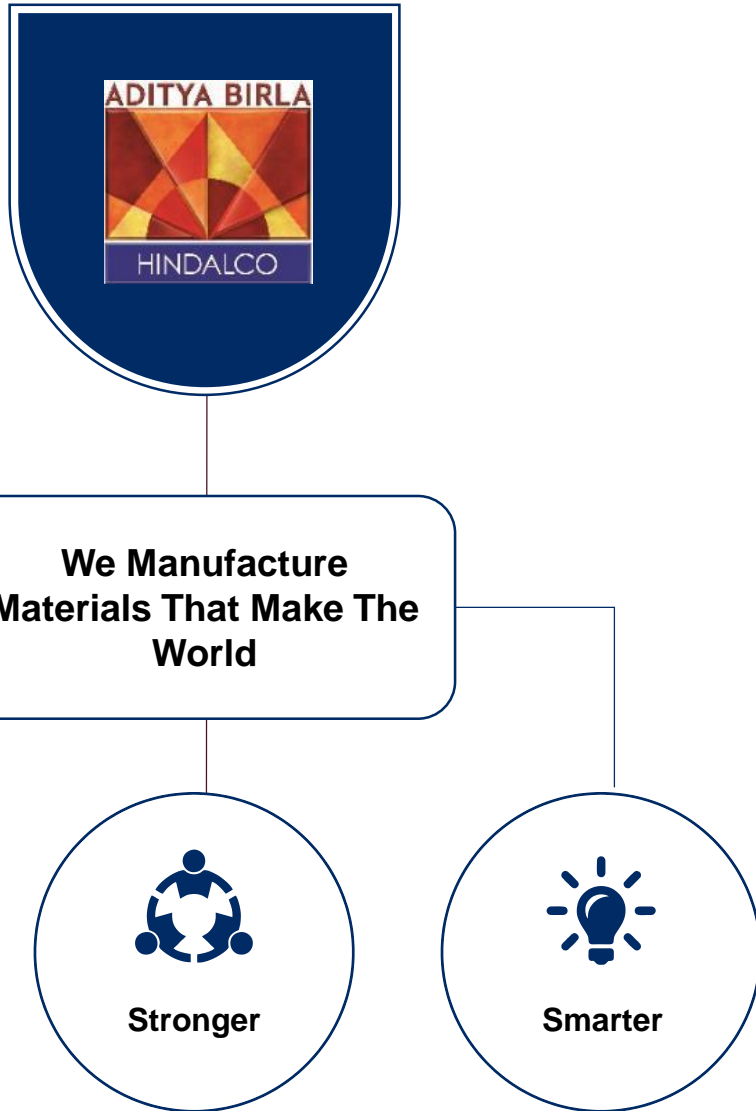 ADITYA BIRLA
HINDALCO
We Manufacture
Materials That Make The
World
Stronger
Smarter